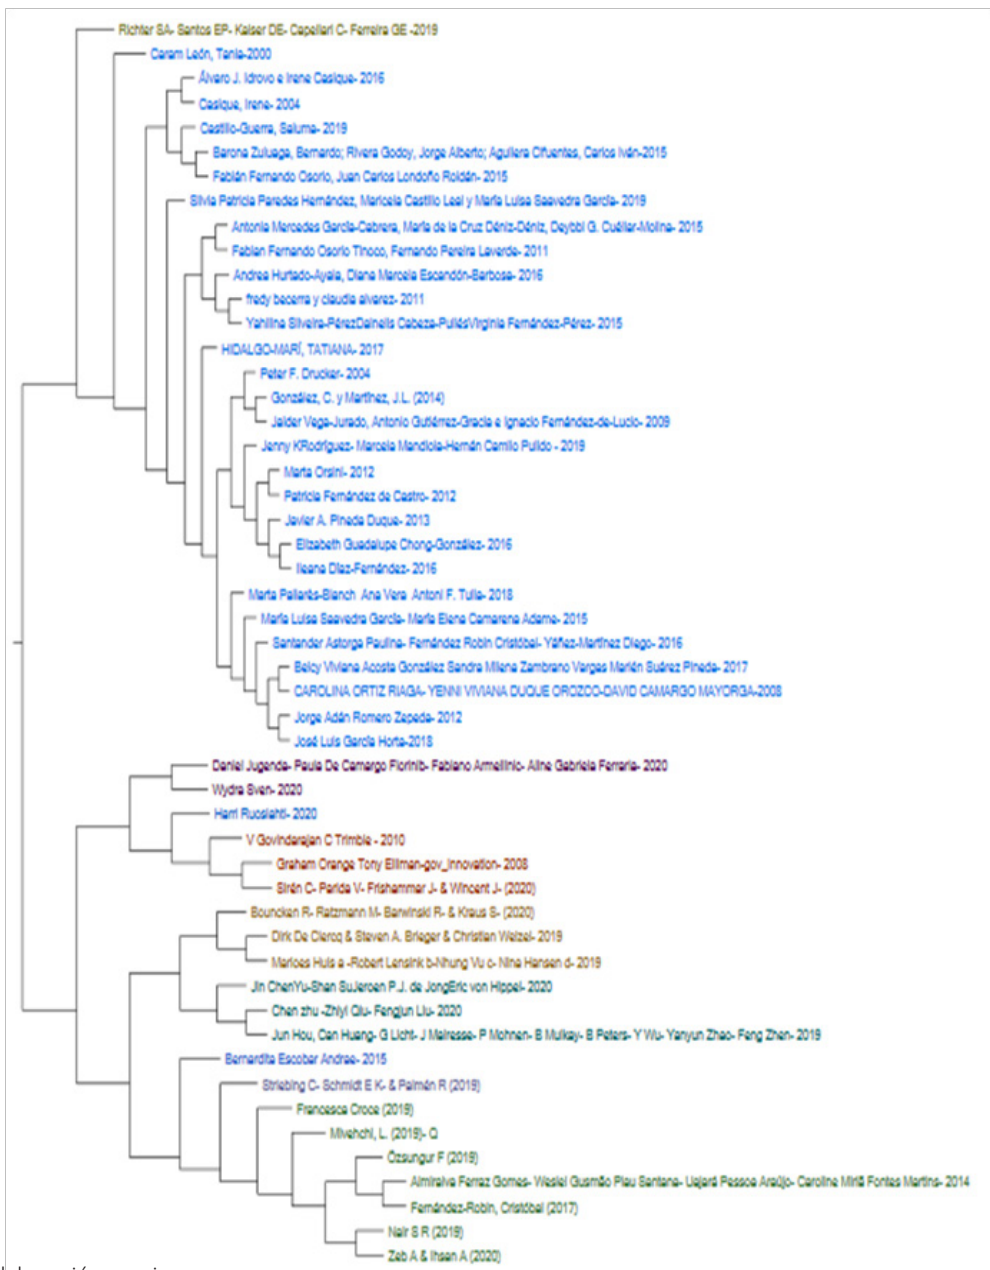 Richter SA- Santos EP- Kaiser DE- Capellari C- Ferreira GE -2019
Caram León, Tania-2000
Álvaro J. Idrovo e Irene Casique- 2016
Casique, Irene- 2004
Castillo-Guerra, Saluma- 2019
Barona Zuluaga, Bernardo; Rivera Godoy, Jorge Alberto; Aguilera Cifuentes, Carlos Iván-2015
Fabián Fernando Osorio, Juan Carlos Londoño Roldán- 2015
Silvia Patricia Paredes Hernández, Maricela Castillo Leal y María Luisa Saavedra García- 2019
Antonia Mercedes García-Cabrera, María de la Cruz Déniz-Déniz, Deybbi G. Cuéllar-Molina- 2015
Fabian Fernando Osorio Tinoco, Fernando Pereira Laverde- 2011
Andrea Hurtado-Ayala, Diana Marcela Escandón-Barbosa- 2016
fredy becerra y claudia alvarez- 2011
Yahilina Silveira-PérezDainelis Cabeza-PullésVirginia Fernández-Pérez- 2015
HIDALGO-MARÍ, TATIANA- 2017
Peter F. Drucker- 2004
González, C. y Martínez, J.L. (2014)
Jaider Vega-Jurado, Antonio Gutiérrez-Gracia e Ignacio Fernández-de-Lucio- 2009
Jenny KRodríguez- Marcela Mandiola-Hernán Camilo Pulido - 2019
Marta Orsini- 2012
Patricia Fernández de Castro- 2012
Javier A. Pineda Duque- 2013
Elizabeth Guadalupe Chong-González- 2016
Ileana Díaz-Fernández- 2016
Marta Pallarès-Blanch Ana Vera Antoni F. Tulla- 2018
María Luisa Saavedra García- María Elena Camarena Adame- 2015
Santander Astorga Paulina- Fernández Robin Cristóbal- Yáñez-Martínez Diego- 2016
Belcy Viviana Acosta González Sandra Milena Zambrano Vargas Marlén Suárez Pineda- 2017
CAROLINA ORTIZ RIAGA- YENNI VIVIANA DUQUE OROZCO-DAVID CAMARGO MAYORGA-2008
Jorge Adán Romero Zepeda- 2012
José Luis García Horta-2018
Daniel Jugenda- Paula De Camargo Fiorinib- Fabiano Armellinic- Aline Gabriela Ferraria- 2020
Wydra Sven- 2020
Harri Ruoslahti- 2020
V Govindarajan C Trimble - 2010
Graham Orange Tony Elliman-gov_innovation- 2008
Sirén C- Parida V- Frishammar J- & Wincent J- (2020)
Bouncken R- Ratzmann M- Barwinski R- & Kraus S- (2020)
Dirk De Clercq & Steven A. Brieger & Christian Welzel- 2019
Marloes Huis a -Robert Lensink b-Nhung Vu c- Nina Hansen d- 2019
Jin ChenYu-Shan SuJeroen P.J. de JongEric von Hippel- 2020
Chen zhu -Zhiyi Qiu- Fengjun Liu- 2020
Jun Hou, Can Huang- G Licht- J Mairesse- P Mohnen- B Mulkay- B Peters- Y Wu- Yanyun Zhao- Feng Zhen- 2019
Bernardita Escobar Andrae- 2015
Striebing C- Schmidt E K- & Palmén R (2019)
Francesca Croce (2019)
Mivehchi, L. (2019)- Q
Özsungur F (2019)
Almiralva Ferraz Gomes- Weslei Gusmão Piau Santana- Uajará Pessoa Araújo- Caroline Miriã Fontes Martins- 2014
Fernández-Robin, Cristóbal (2017)
Nair S R (2019)
Zeb A & Ihsan A (2020)